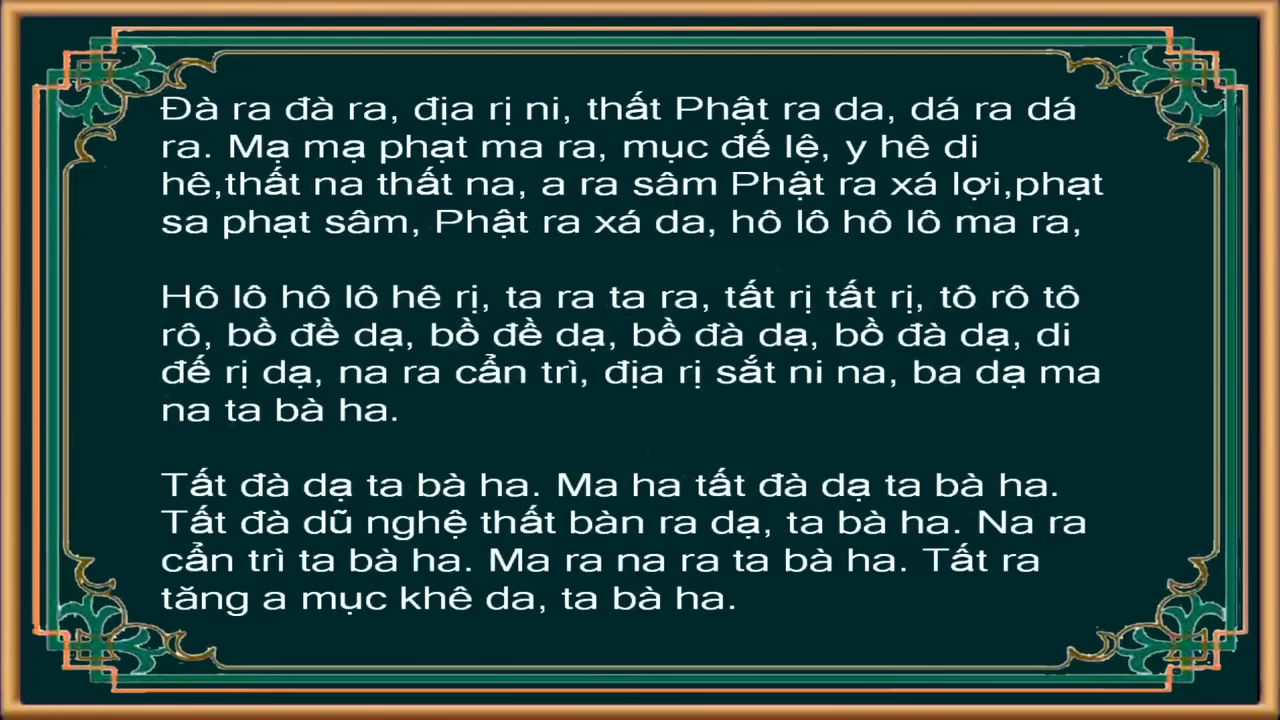 Đà ra đà ra, địa rị ni, thất Phật ra da, dá ra dá
ra. Mạ mạ phạt ma ra, mục đế lệ, y hê di
hê,thất na thất na, a ra sâm Phật ra xá lợi,phạt
sa phạt sâm, Phật ra xá da, hô lô hô lô ma ra,
Hô lô hô lô hê rị, ta ra ta ra, tất rị tất rị, tô rô tô
rô, bồ đề dạ, bồ đề dạ, bồ đà dạ, bồ đà dạ, di
đế rị dạ, na ra cẩn trì, địa rị sắt ni na, ba dạ ma
na ta bà ha.
Tất đà dạ ta bà ha. Ma ha tất đà dạ ta bà ha.
Tất đà dũ nghệ thất bàn ra dạ, ta bà ha. Na ra
cẩn trì ta bà ha. Ma ra na ra ta bà ha. Tất ra
tăng a mục khê da, ta bà ha.